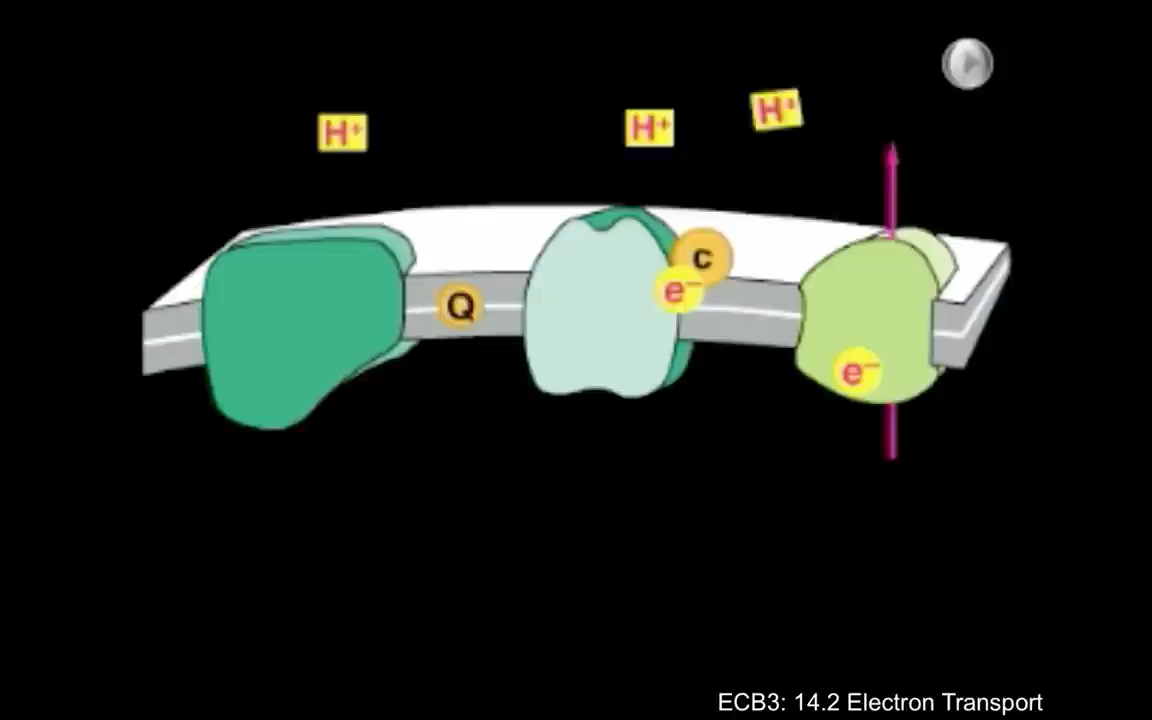 H⁺
H⁺
H⁺
c
e⁻
Q
e⁻
ECB3: 14.2 Electron Transport